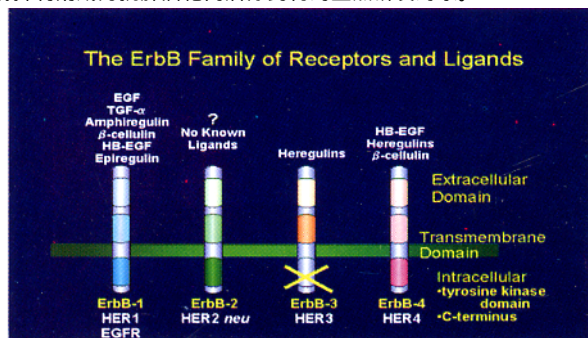 The ErbB Family of Receptors and Ligands
EGF
TGF-α
Amphiregulin
β-cellulin
HB-EGF
Epiregulin
?
No Known
Ligands
Heregulins
HB-EGF
Heregulins
β-cellulin
Extracellular
Domain
Transmembrane
Domain
Intracellular
•tyrosine kinase
domain
•C-terminus
ErbB-1
HER1
EGFR
ErbB-2
HER2 neu
ErbB-3
HER3
ErbB-4
HER4